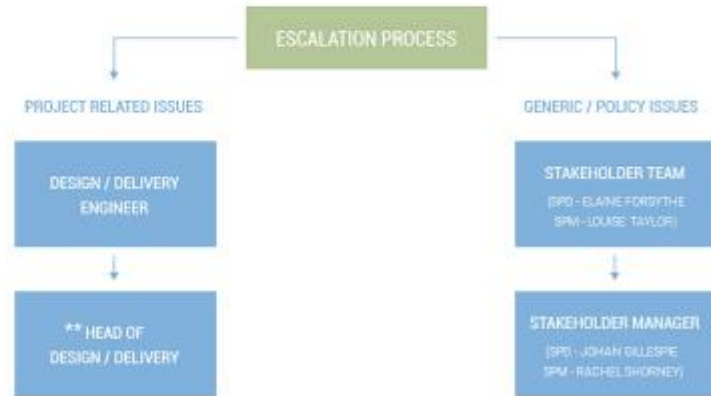 ESCALATION PROCESS
PROJECT RELATED ISSUES
DESIGN / DELIVERY
ENGINEER
** HEAD OF
DESIGN / DELIVERY
GENERIC / POLICY ISSUES
STAKEHOLDER TEAM
(SPD - ELAINE FORSYTHE
SPM - LOUISE TAYLOR)
STAKEHOLDER MANAGER
(SPD - JOHAN GILLESPIE
SPM - RACHEL SHORNEY)